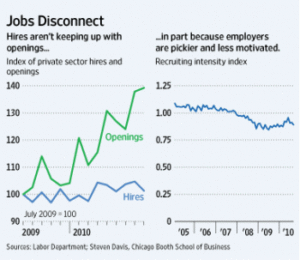 Jobs Disconnect
Hires aren't keeping up with
openings...
Index of private sector hires and
openings
140
130
120
110
100
90
Openings
Hires
July 2009 = 100
2009
2010
...in part because employers
are pickier and less motivated.
Recruiting intensity index
1.25
1.00
0.75
0.50
0.25
0
'05
'06
'07
'08
'09
'10
Sources: Labor Department; Steven Davis, Chicago Booth School of Business